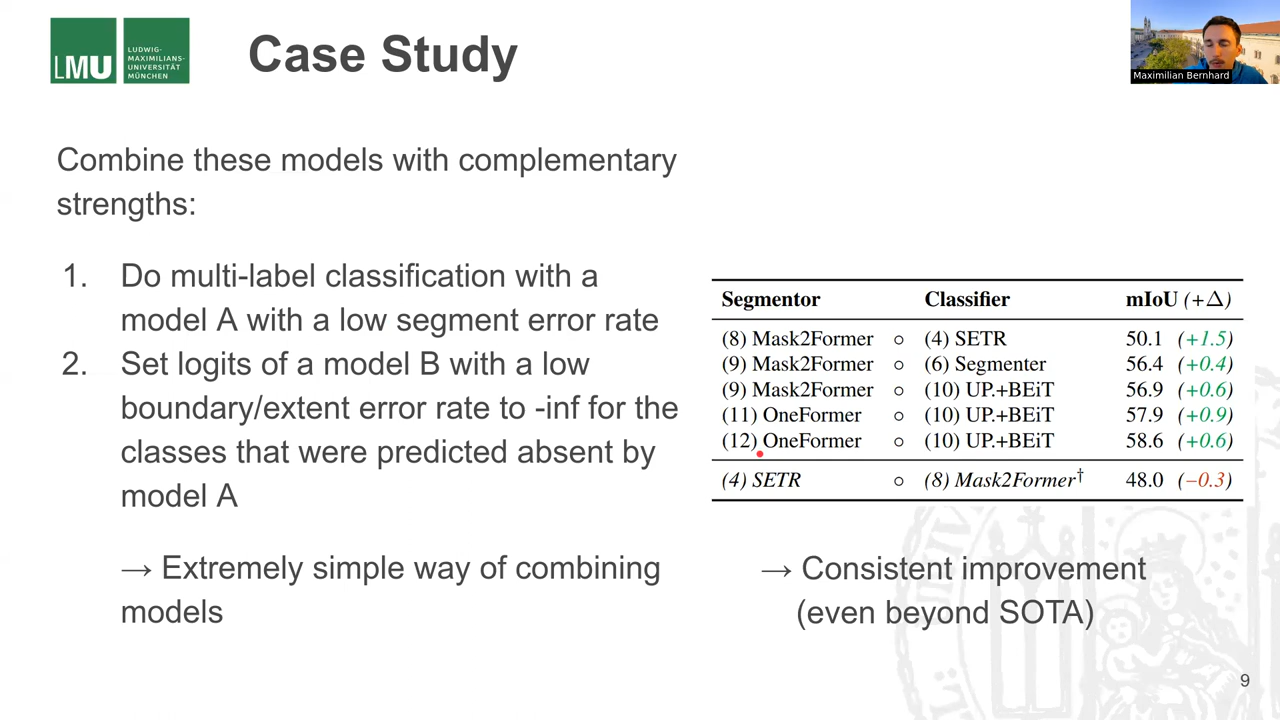 LMU
LUDWIG-
MAXIMILIANS-
UNIVERSITÄT
MÜNCHEN
Case Study
Maximilian Bernhard
Combine these models with complementary
strengths:
1. Do multi-label classification with a
model A with a low segment error rate
2. Set logits of a model B with a low
boundary/extent error rate to -inf for the
classes that were predicted absent by
model A
→ Extremely simple way of combining
models
Segmentor Classifier mIoU (+Δ)
(8) Mask2Former ∘ (4) SETR 50.1 (+1.5)
(9) Mask2Former ∘ (6) Segmenter 56.4 (+0.4)
(9) Mask2Former ∘ (10) UP.+BEiT 56.9 (+0.6)
(11) OneFormer ∘ (10) UP.+BEiT 57.9 (+0.9)
(12) OneFormer ∘ (10) UP.+BEiT 58.6 (+0.6)
(4) SETR ∘ (8) Mask2Former† 48.0 (−0.3)
→ Consistent improvement
(even beyond SOTA)
9